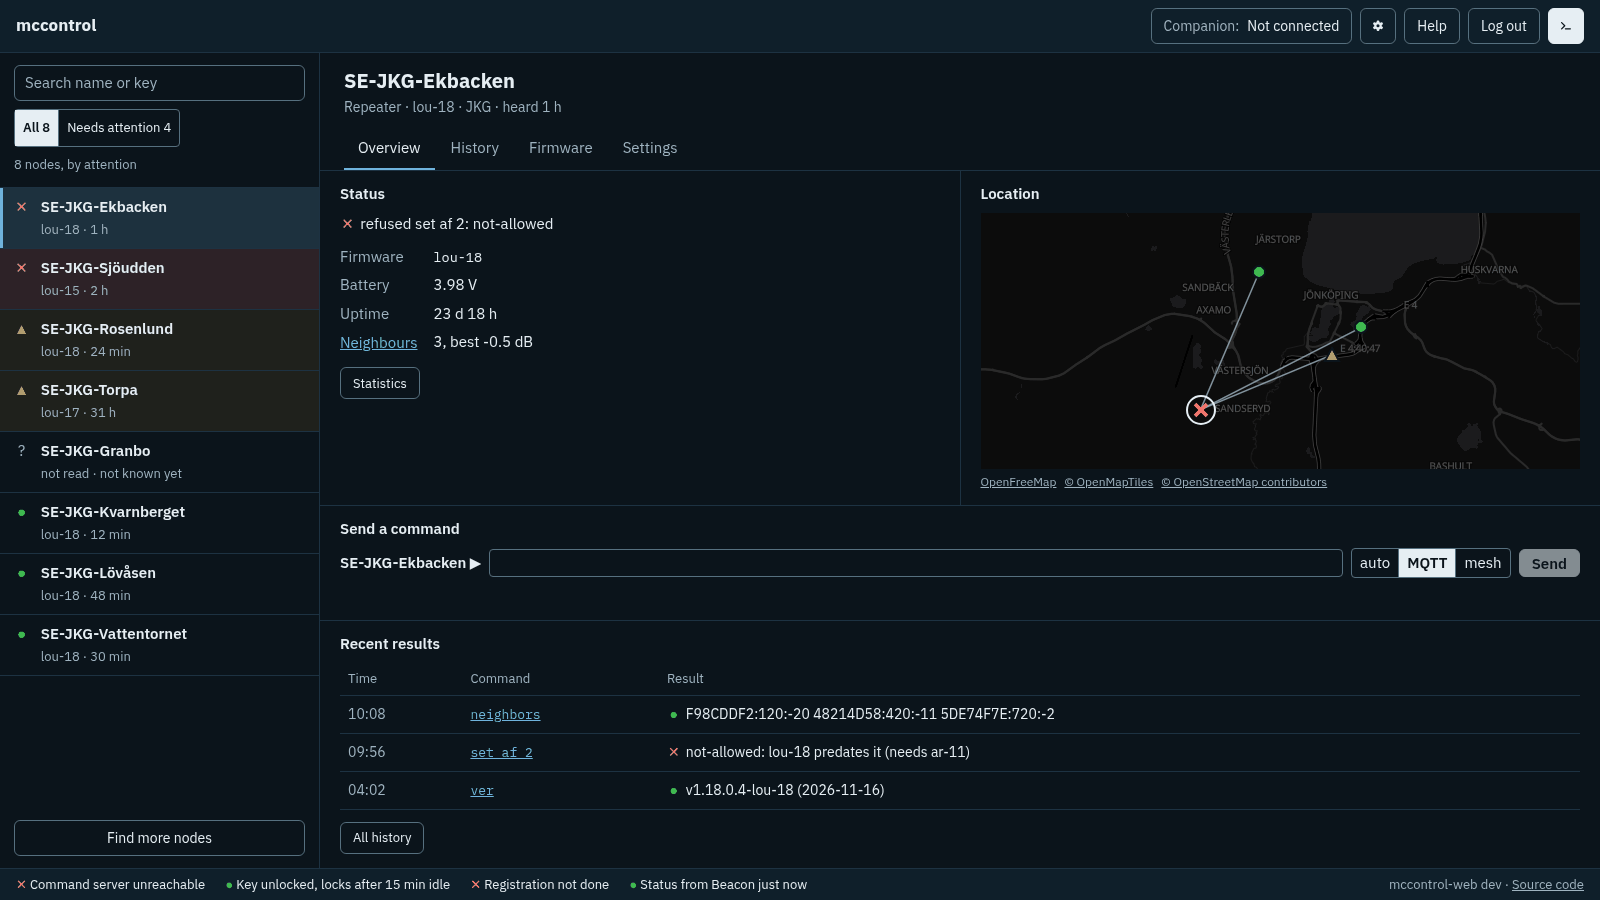 mccontrol
Companion: Not connected
Help
Log out
Search name or key
All 8
Needs attention 4
8 nodes, by attention
SE-JKG-Ekbacken
lou-18 · 1 h
SE-JKG-Sjöudden
lou-15 · 2 h
SE-JKG-Rosenlund
lou-18 · 24 min
SE-JKG-Torpa
lou-17 · 31 h
? SE-JKG-Granbo
not read · not known yet
SE-JKG-Kvarnberget
lou-18 · 12 min
SE-JKG-Lövåsen
lou-18 · 48 min
SE-JKG-Vattentornet
lou-18 · 30 min
Find more nodes
SE-JKG-Ekbacken
Repeater · lou-18 · JKG · heard 1 h
Overview
History
Firmware
Settings
Status
✕ refused set af 2: not-allowed
Firmware lou-18
Battery 3.98 V
Uptime 23 d 18 h
Neighbours 3, best -0.5 dB
Statistics
Location
JÄRSTORP
HUSKVARNA
SANDBÄCK
JÖNKÖPING
E 4
AXAMO
VÄSTERSJÖN
SANDSERYD
BASHULT
OpenFreeMap © OpenMapTiles © OpenStreetMap contributors
Send a command
SE-JKG-Ekbacken ▶
auto
MQTT
mesh
Send
Recent results
Time Command Result
10:08 neighbors ● F98CDDF2:120:-20 48214D58:420:-11 5DE74F7E:720:-2
09:56 set af 2 ✕ not-allowed: lou-18 predates it (needs ar-11)
04:02 ver ● v1.18.0.4-lou-18 (2026-11-16)
All history
✕ Command server unreachable ● Key unlocked, locks after 15 min idle ✕ Registration not done ● Status from Beacon just now
mccontrol-web dev · Source code